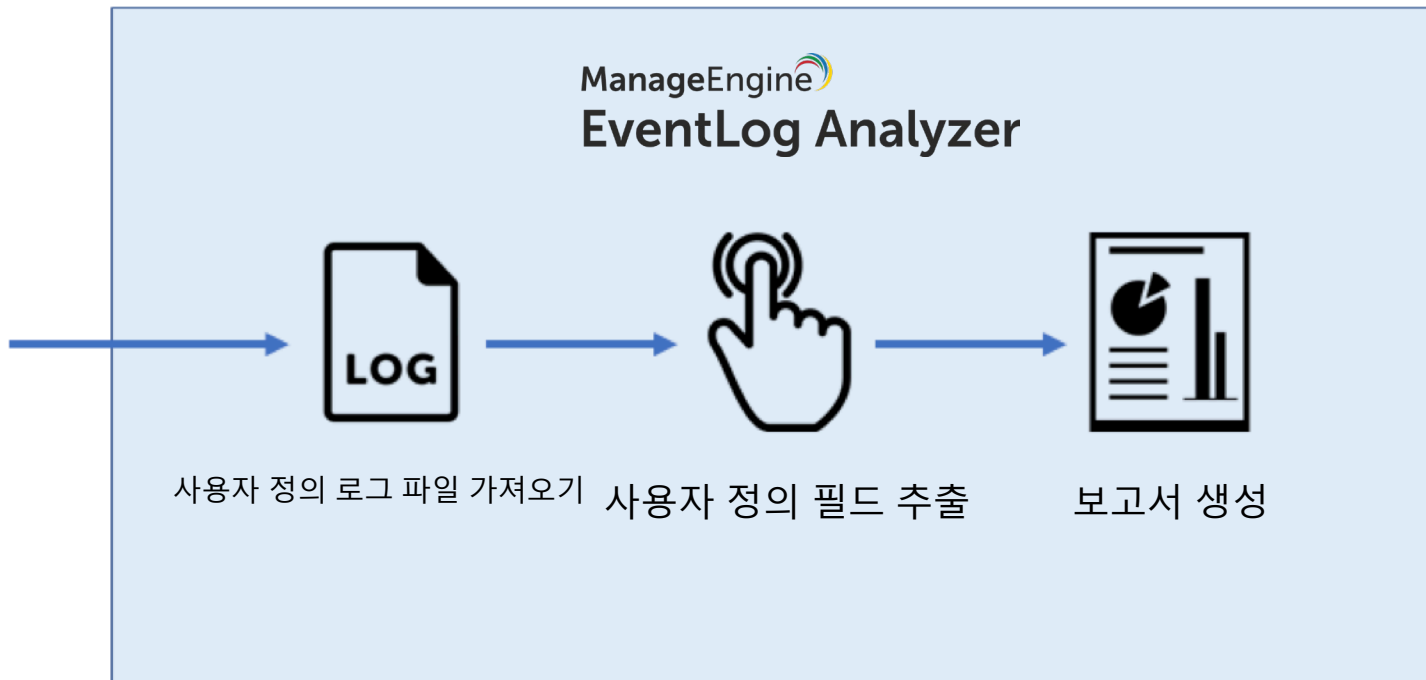 ManageEngine
EventLog Analyzer
LOG
사용자 정의 로그 파일 가져오기
사용자 정의 필드 추출
보고서 생성